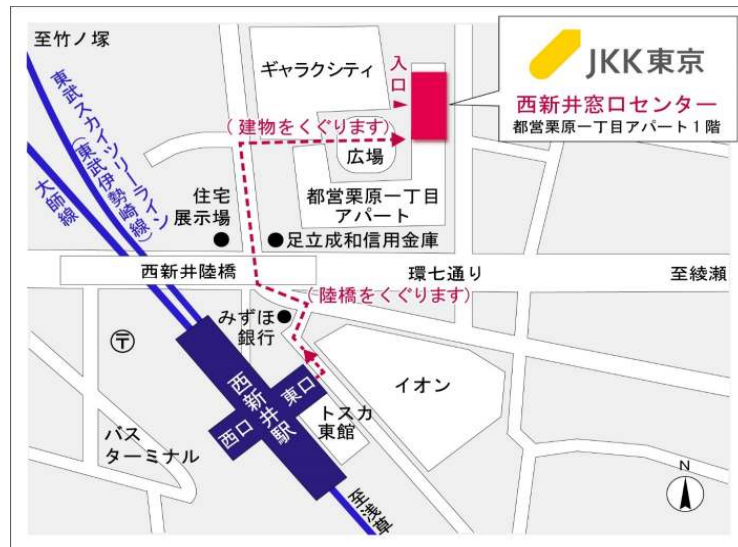 至竹ノ塚
東武スカイツリーライン
（東武伊勢崎線）
大師線
ギャラクシティ
入口
JKK東京
西新井窓口センター
都営栗原一丁目アパート1階
（建物をくぐります）
広場
住宅
展示場
都営栗原一丁目
アパート
足立成和信用金庫
西新井陸橋
環七通り
至綾瀬
（陸橋をくぐります）
みずほ
銀行
〒
西新井駅
西口
東口
トスカ
東館
イオン
バス
ターミナル
至浅草
N